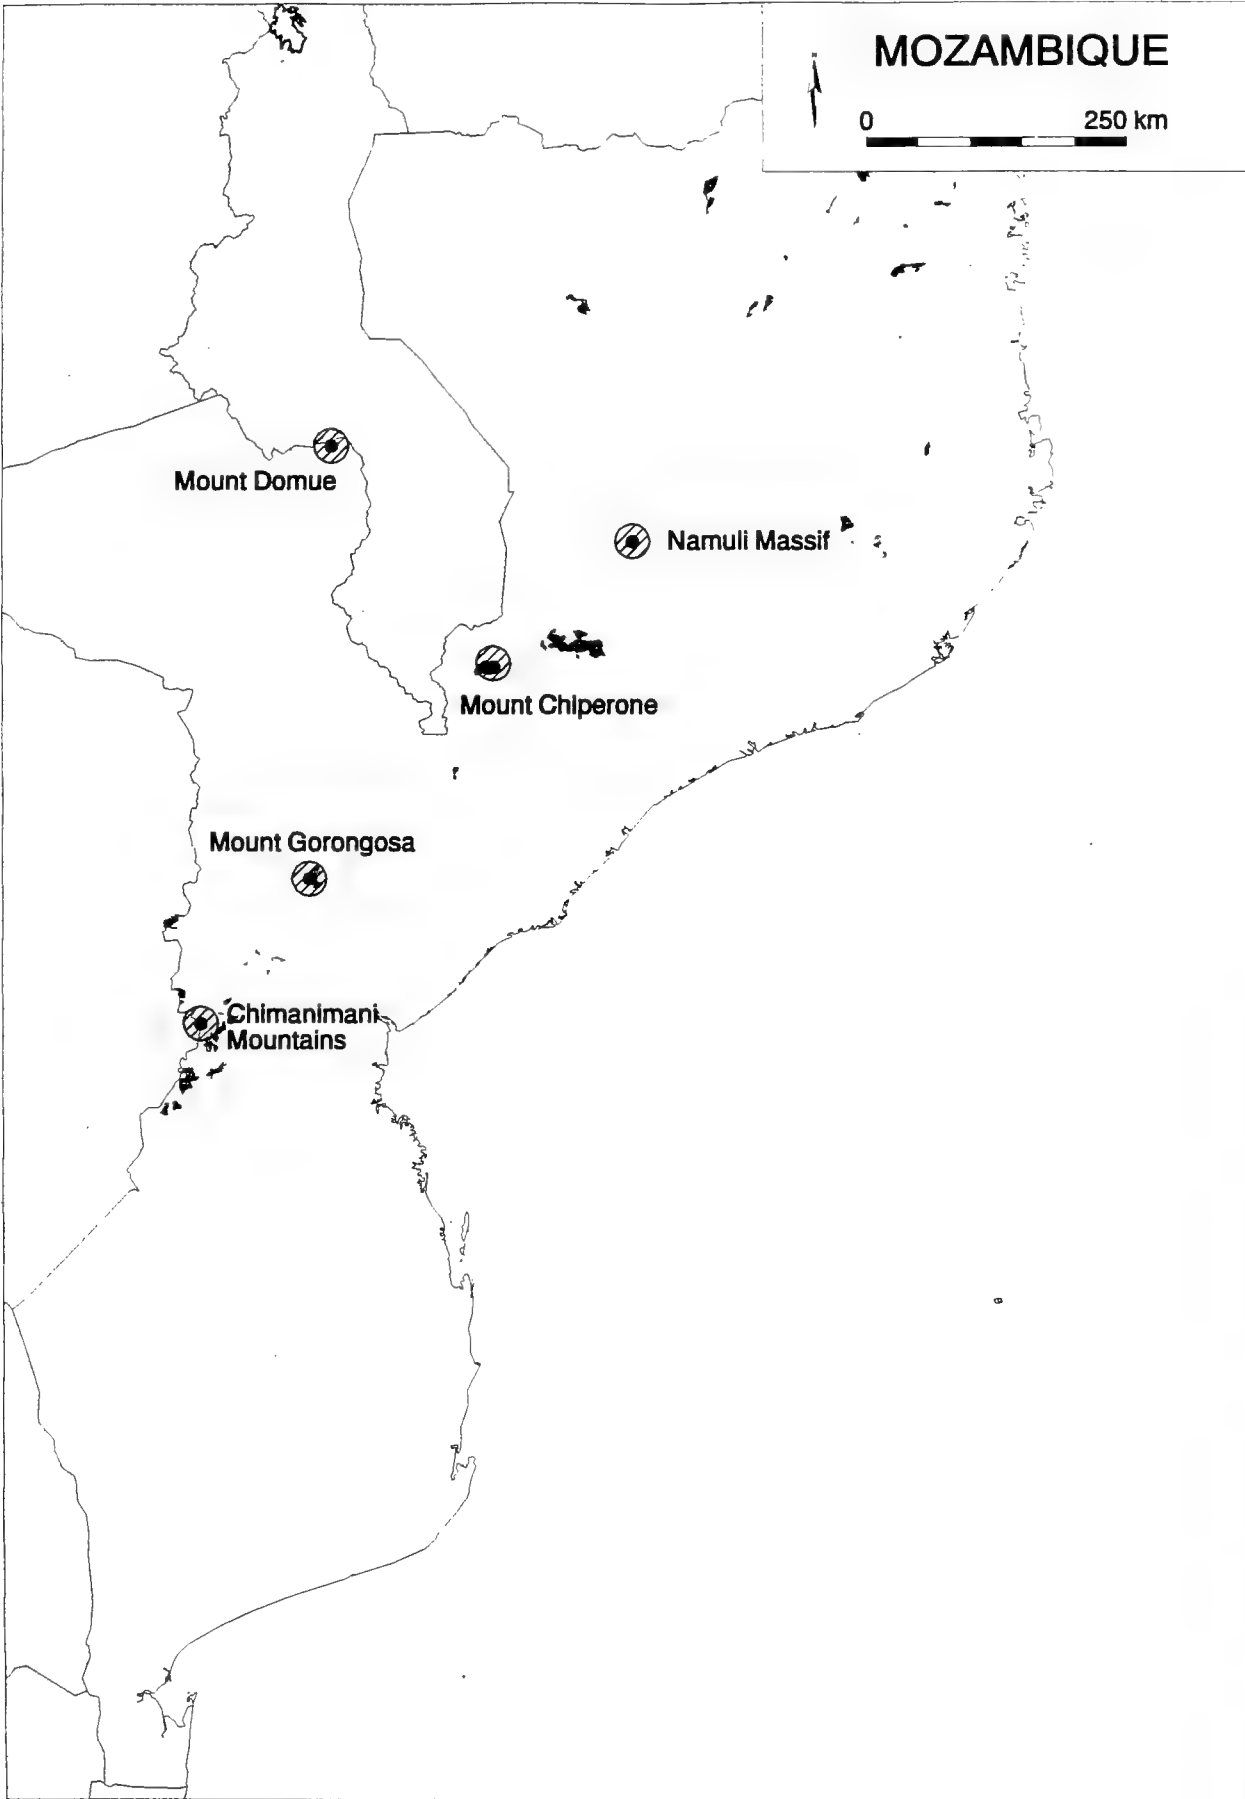 MOZAMBIQUE
0 250 km
Mount Domue
Namuli Massif
Mount Chiperone
Mount Gorongosa
Chimanimani
Mountains